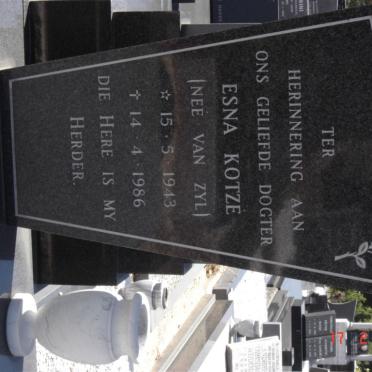 TER
HERINNERING AAN
ONS GELIEFDE DOGTER
ESNA KOTZÉ
(NEÉ VAN ZYL)
☆ 15 · 5 · 1943
✝ 14 · 4 · 1986
DIE HERE IS MY
HERDER.